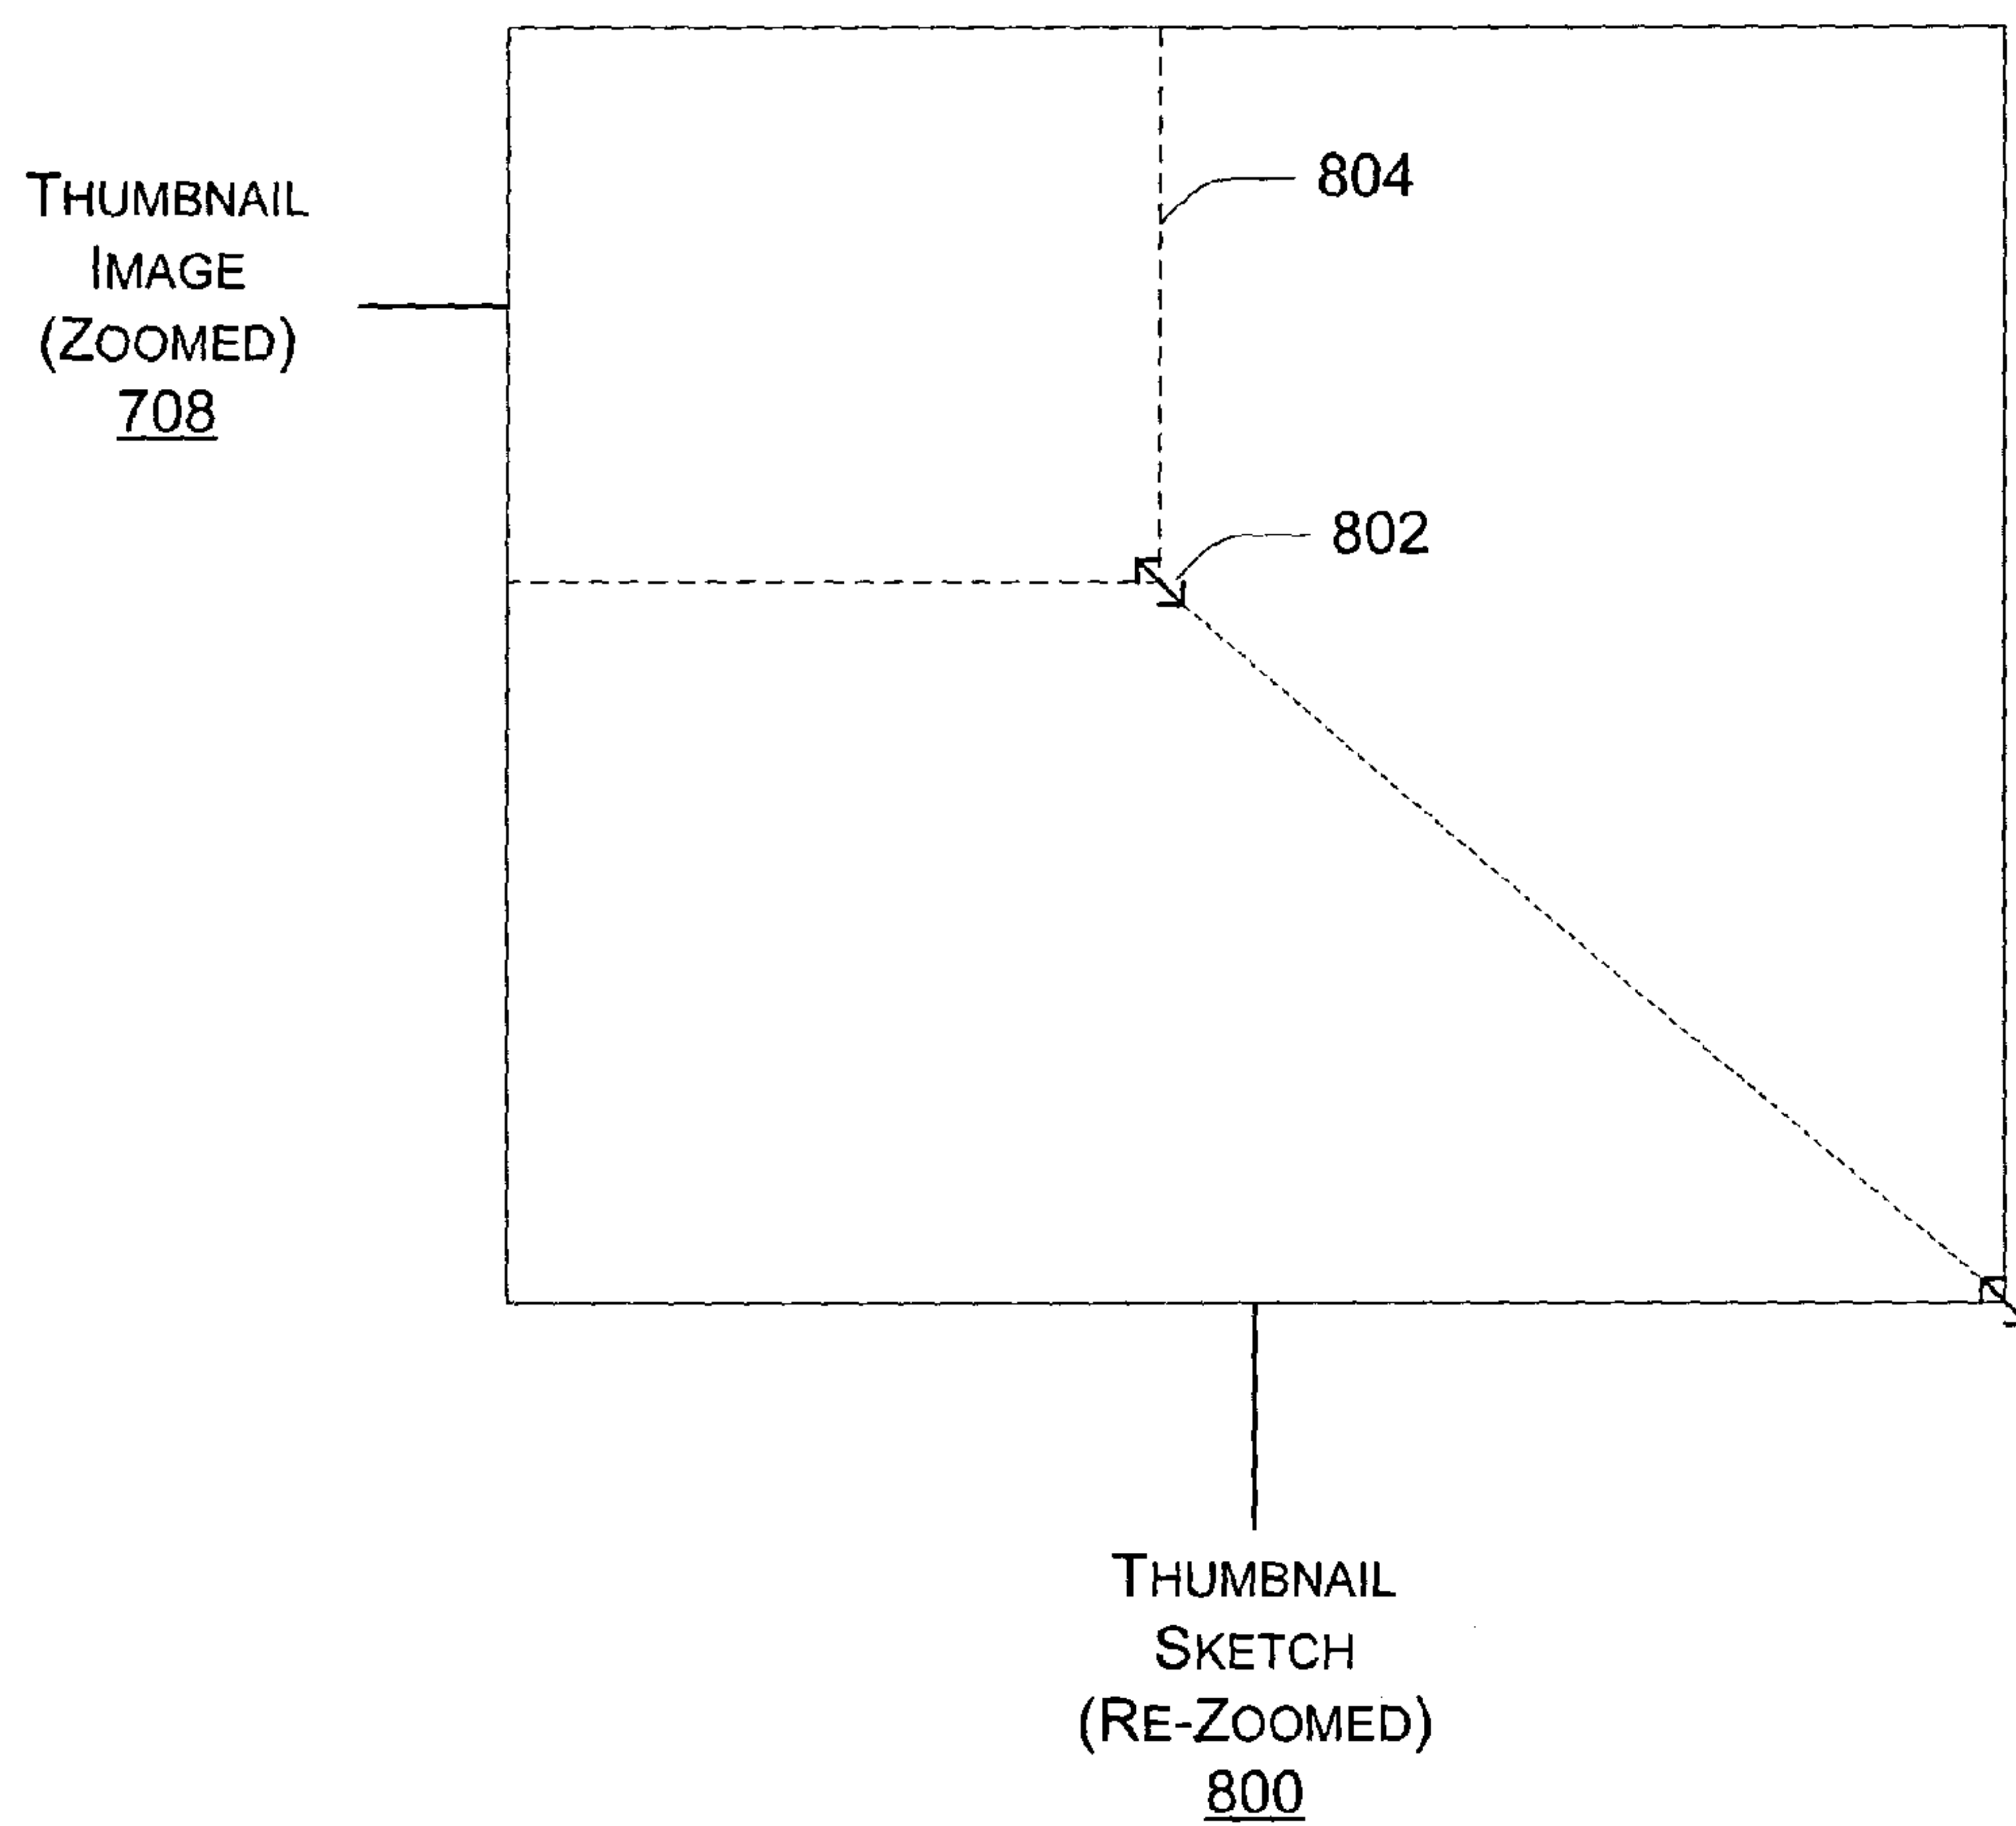 THUMBNAIL
IMAGE
(ZOOMED)
708
804
802
THUMBNAIL
SKETCH
(RE-ZOOMED)
800